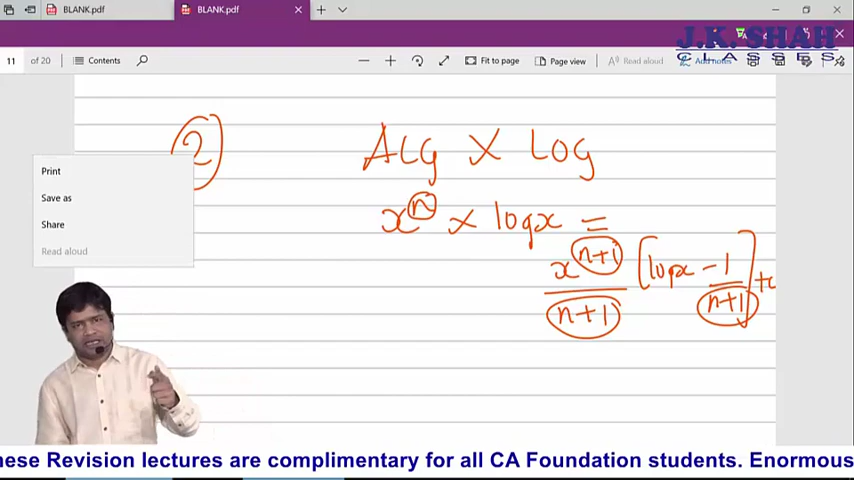 BLANK.pdf
BLANK.pdf
J.K. SHAH
CLASSES
11 of 20 Contents Fit to page Page view Read aloud Add notes
② ALG X LOG
Print
Save as
Share
Read aloud
x^n × logx =
x^(n+1) / (n+1) [logx - 1/(n+1)] +c
hese Revision lectures are complimentary for all CA Foundation students. Enormous